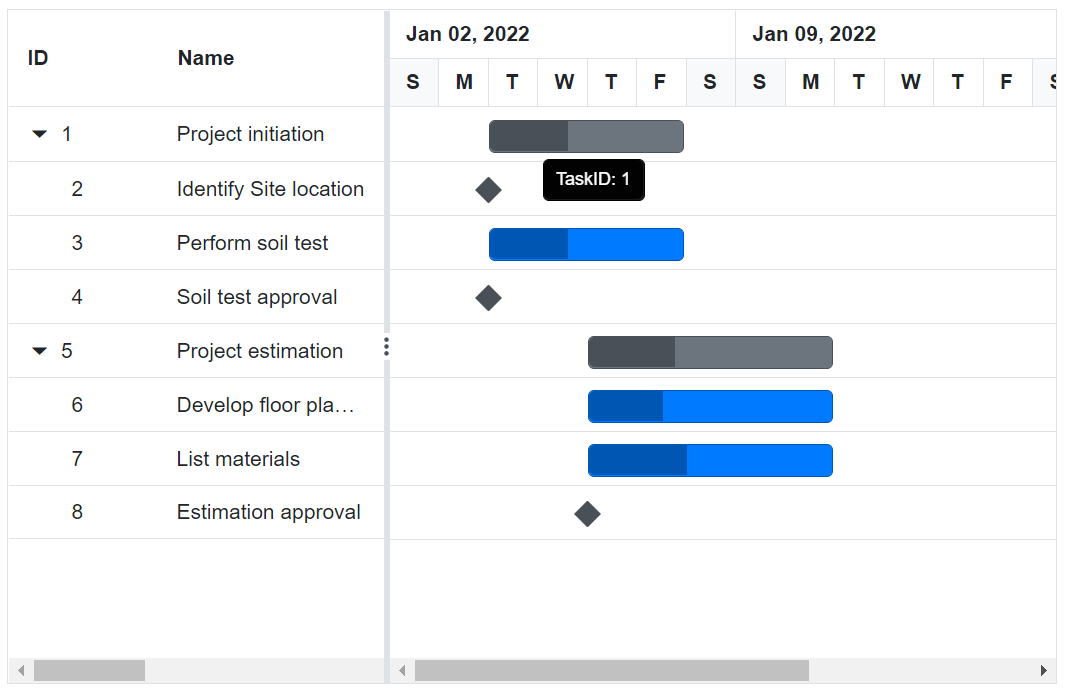 Jan 02, 2022 Jan 09, 2022
ID Name
S M T W T F S S M T W T F S
1 Project initiation
TaskID: 1
2 Identify Site location
3 Perform soil test
4 Soil test approval
5 Project estimation
6 Develop floor pla…
7 List materials
8 Estimation approval